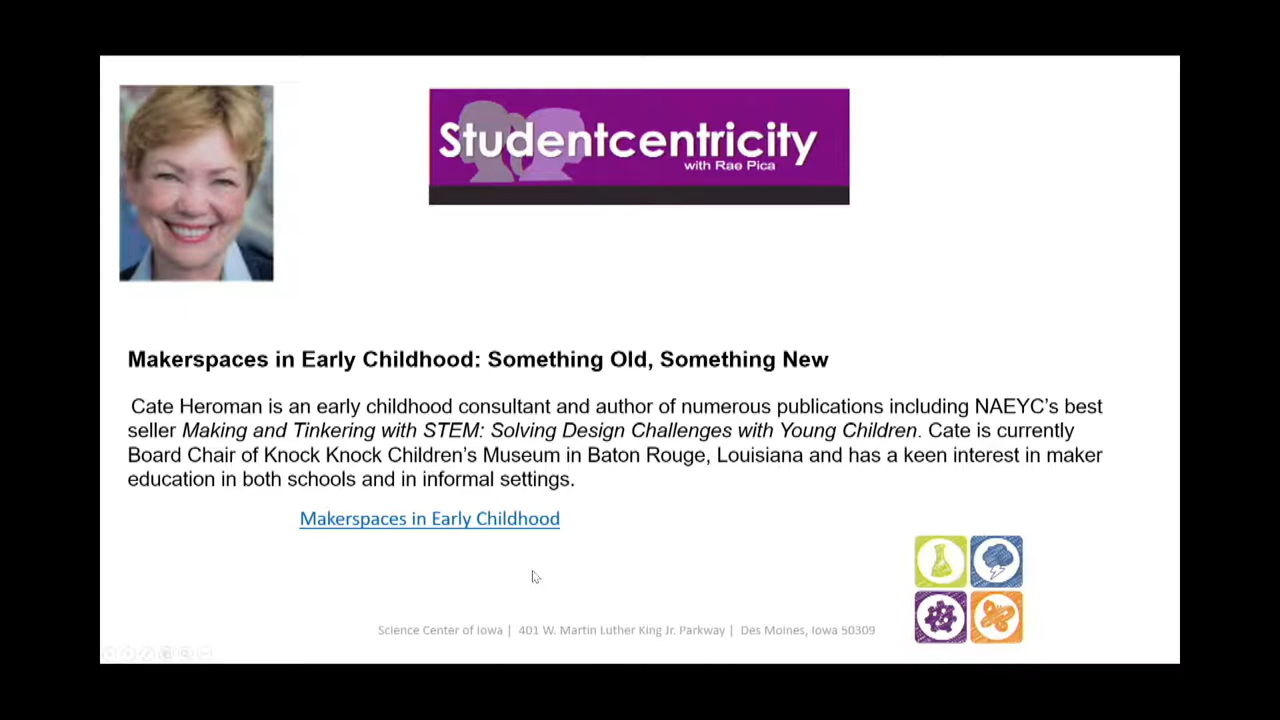 Studentcentricity
with Rae Pica
Makerspaces in Early Childhood: Something Old, Something New
Cate Heroman is an early childhood consultant and author of numerous publications including NAEYC’s best
seller Making and Tinkering with STEM: Solving Design Challenges with Young Children. Cate is currently
Board Chair of Knock Knock Children’s Museum in Baton Rouge, Louisiana and has a keen interest in maker
education in both schools and in informal settings.
Makerspaces in Early Childhood
Science Center of Iowa | 401 W. Martin Luther King Jr. Parkway | Des Moines, Iowa 50309